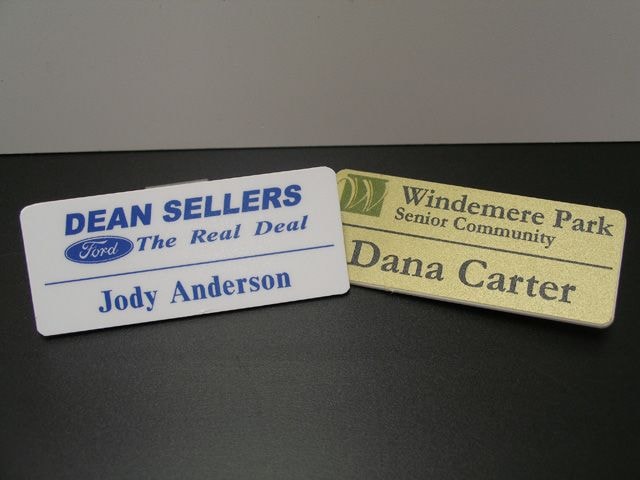 DEAN SELLERS
Ford The Real Deal
Jody Anderson
W Windemere Park
Senior Community
Dana Carter